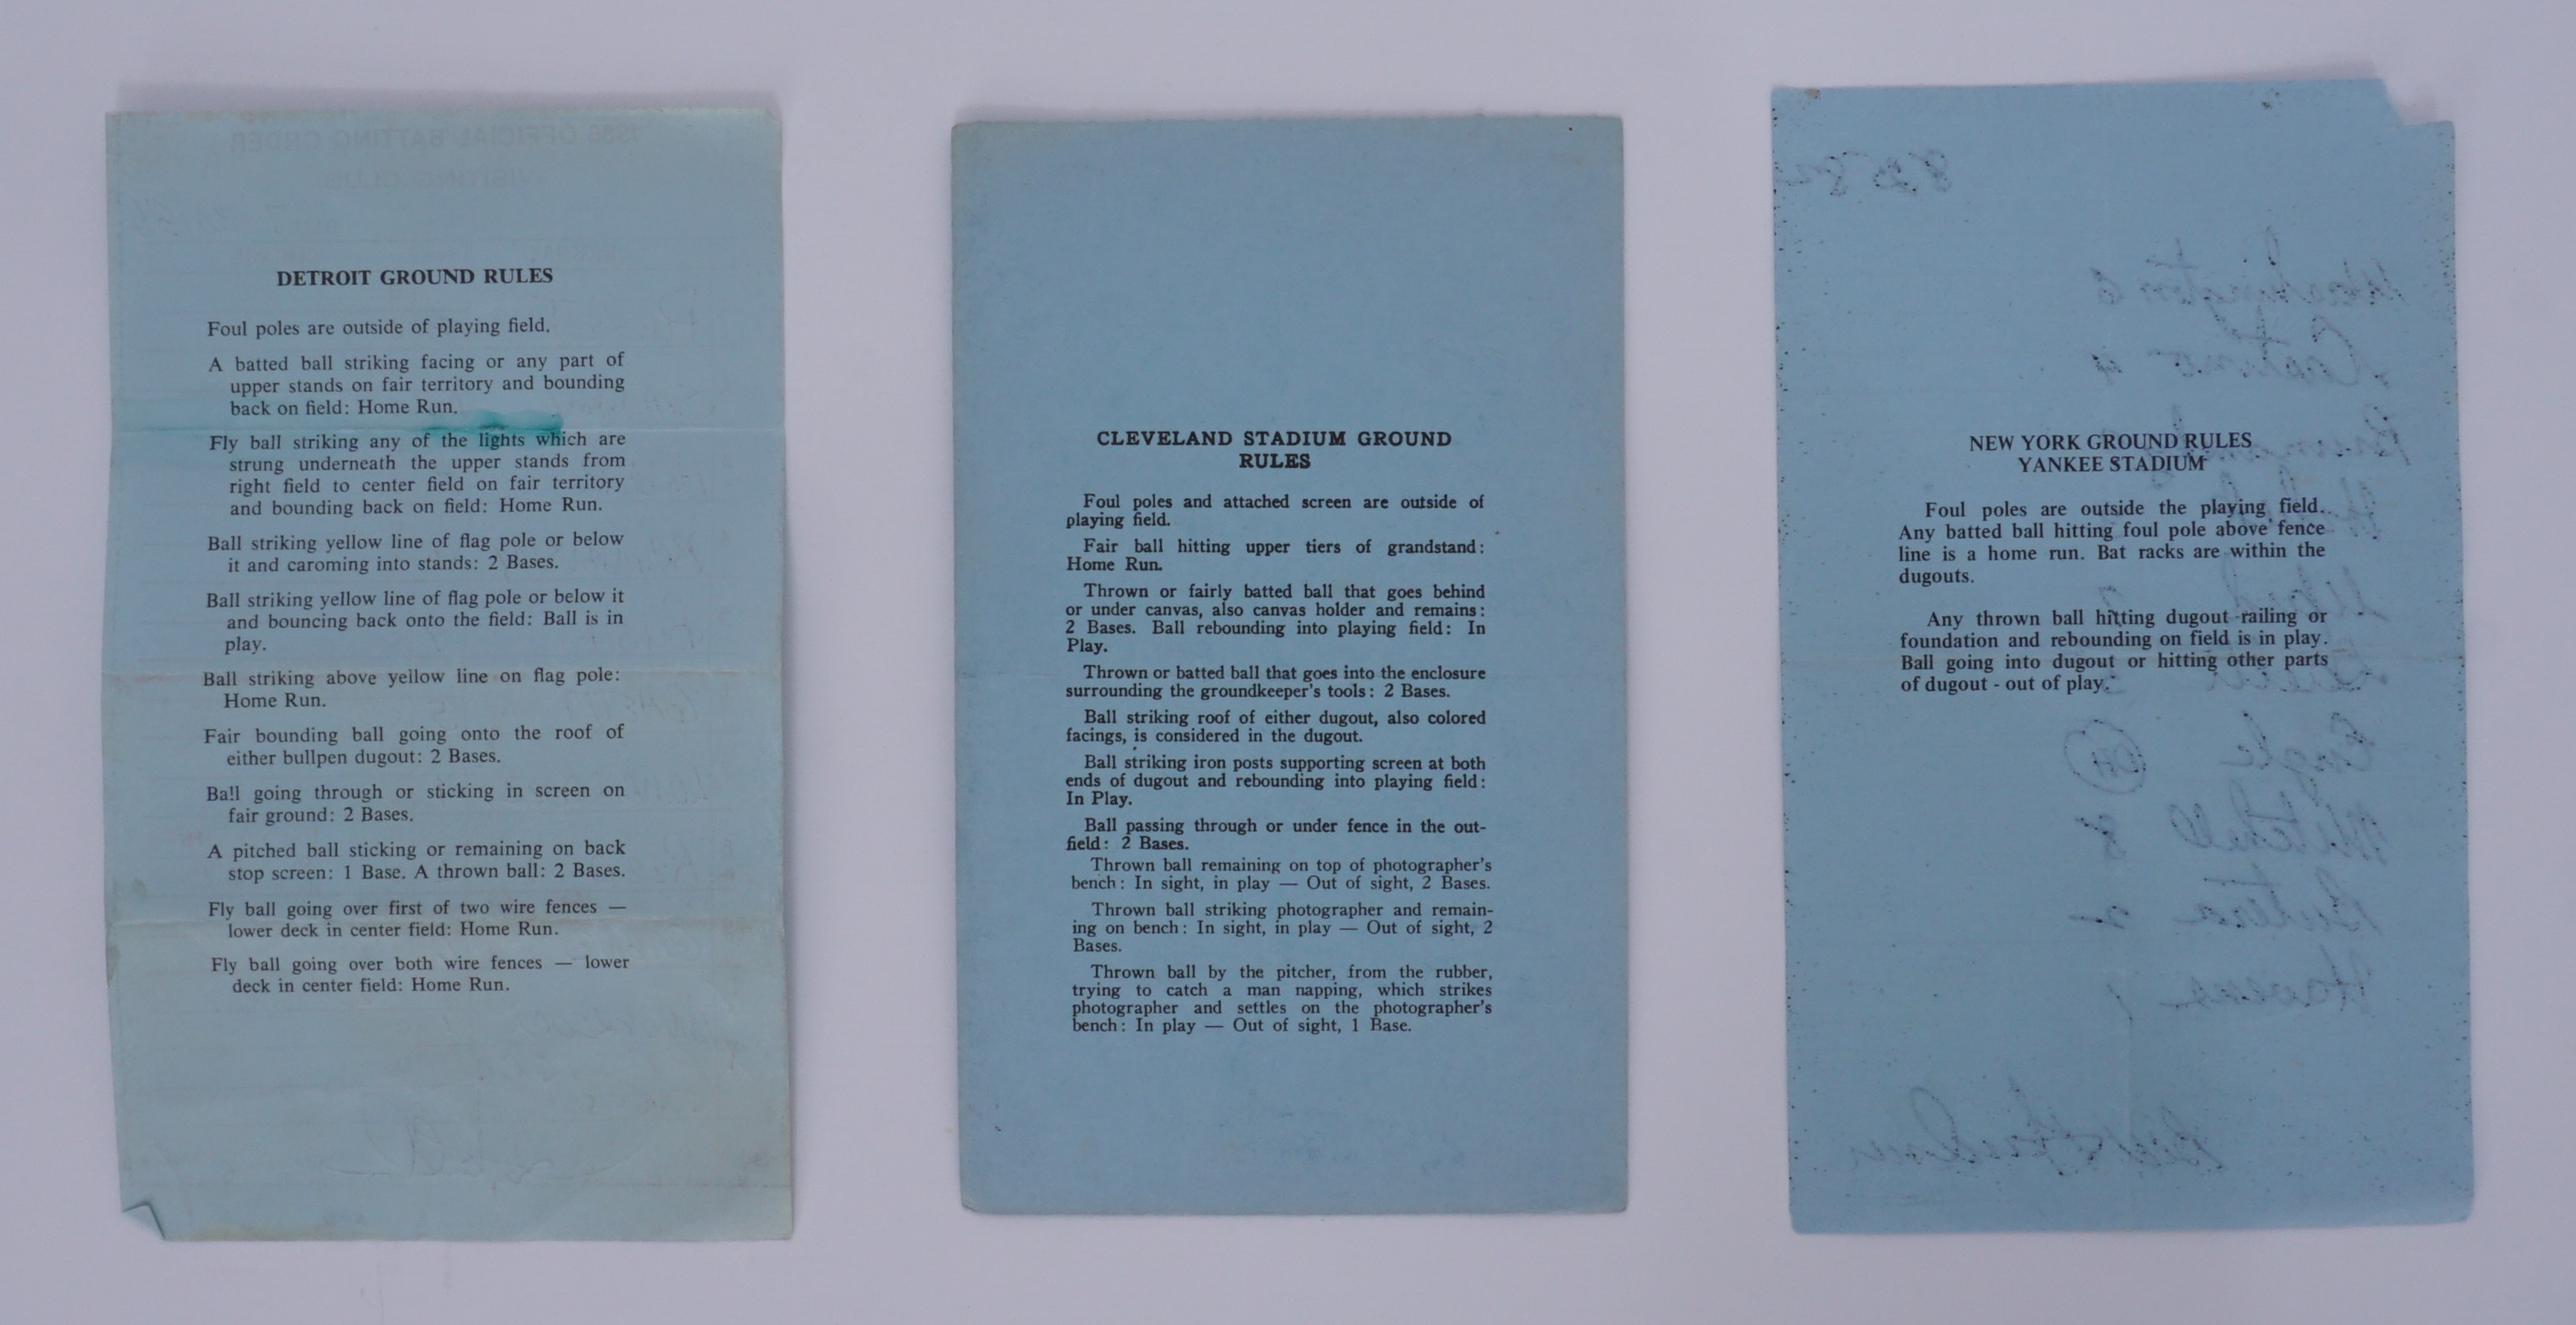 DETROIT GROUND RULES
Foul poles are outside of playing field.
A batted ball striking facing or any part of
upper stands on fair territory and bounding
back on field: Home Run.
Fly ball striking any of the lights which are
strung underneath the upper stands from
right field to center field on fair territory
and bounding back on field: Home Run.
Ball striking yellow line of flag pole or below
it and caroming into stands: 2 Bases.
Ball striking yellow line of flag pole or below it
and bouncing back onto the field: Ball is in
play.
Ball striking above yellow line on flag pole:
Home Run.
Fair bounding ball going onto the roof of
either bullpen dugout: 2 Bases.
Ball going through or sticking in screen on
fair ground: 2 Bases.
A pitched ball sticking or remaining on back
stop screen: 1 Base. A thrown ball: 2 Bases.
Fly ball going over first of two wire fences —
lower deck in center field: Home Run.
Fly ball going over both wire fences — lower
deck in center field: Home Run.
1986 OFFICIAL BATTING ORDER
VISITING CLUB
CLEVELAND STADIUM GROUND
RULES
Foul poles and attached screen are outside of
playing field.
Fair ball hitting upper tiers of grandstand:
Home Run.
Thrown or fairly batted ball that goes behind
or under canvas, also canvas holder and remains:
2 Bases. Ball rebounding into playing field: In
Play.
Thrown or batted ball that goes into the enclosure
surrounding the groundkeeper's tools: 2 Bases.
Ball striking roof of either dugout, also colored
facings, is considered in the dugout.
Ball striking iron posts supporting screen at both
ends of dugout and rebounding into playing field:
In Play.
Ball passing through or under fence in the out-
field: 2 Bases.
Thrown ball remaining on top of photographer's
bench: In sight, in play — Out of sight, 2 Bases.
Thrown ball striking photographer and remain-
ing on bench: In sight, in play — Out of sight, 2
Bases.
Thrown ball by the pitcher, from the rubber,
trying to catch a man napping, which strikes
photographer and settles on the photographer's
bench: In play — Out of sight, 1 Base.
NEW YORK GROUND RULES
YANKEE STADIUM
Foul poles are outside the playing field.
Any batted ball hitting foul pole above fence
line is a home run. Bat racks are within the
dugouts.
Any thrown ball hitting dugout railing or
foundation and rebounding on field is in play.
Ball going into dugout or hitting other parts
of dugout - out of play.
Washington 6
Castino 4
Engle DH
Mitchell 8
Butera 2
Havens 1